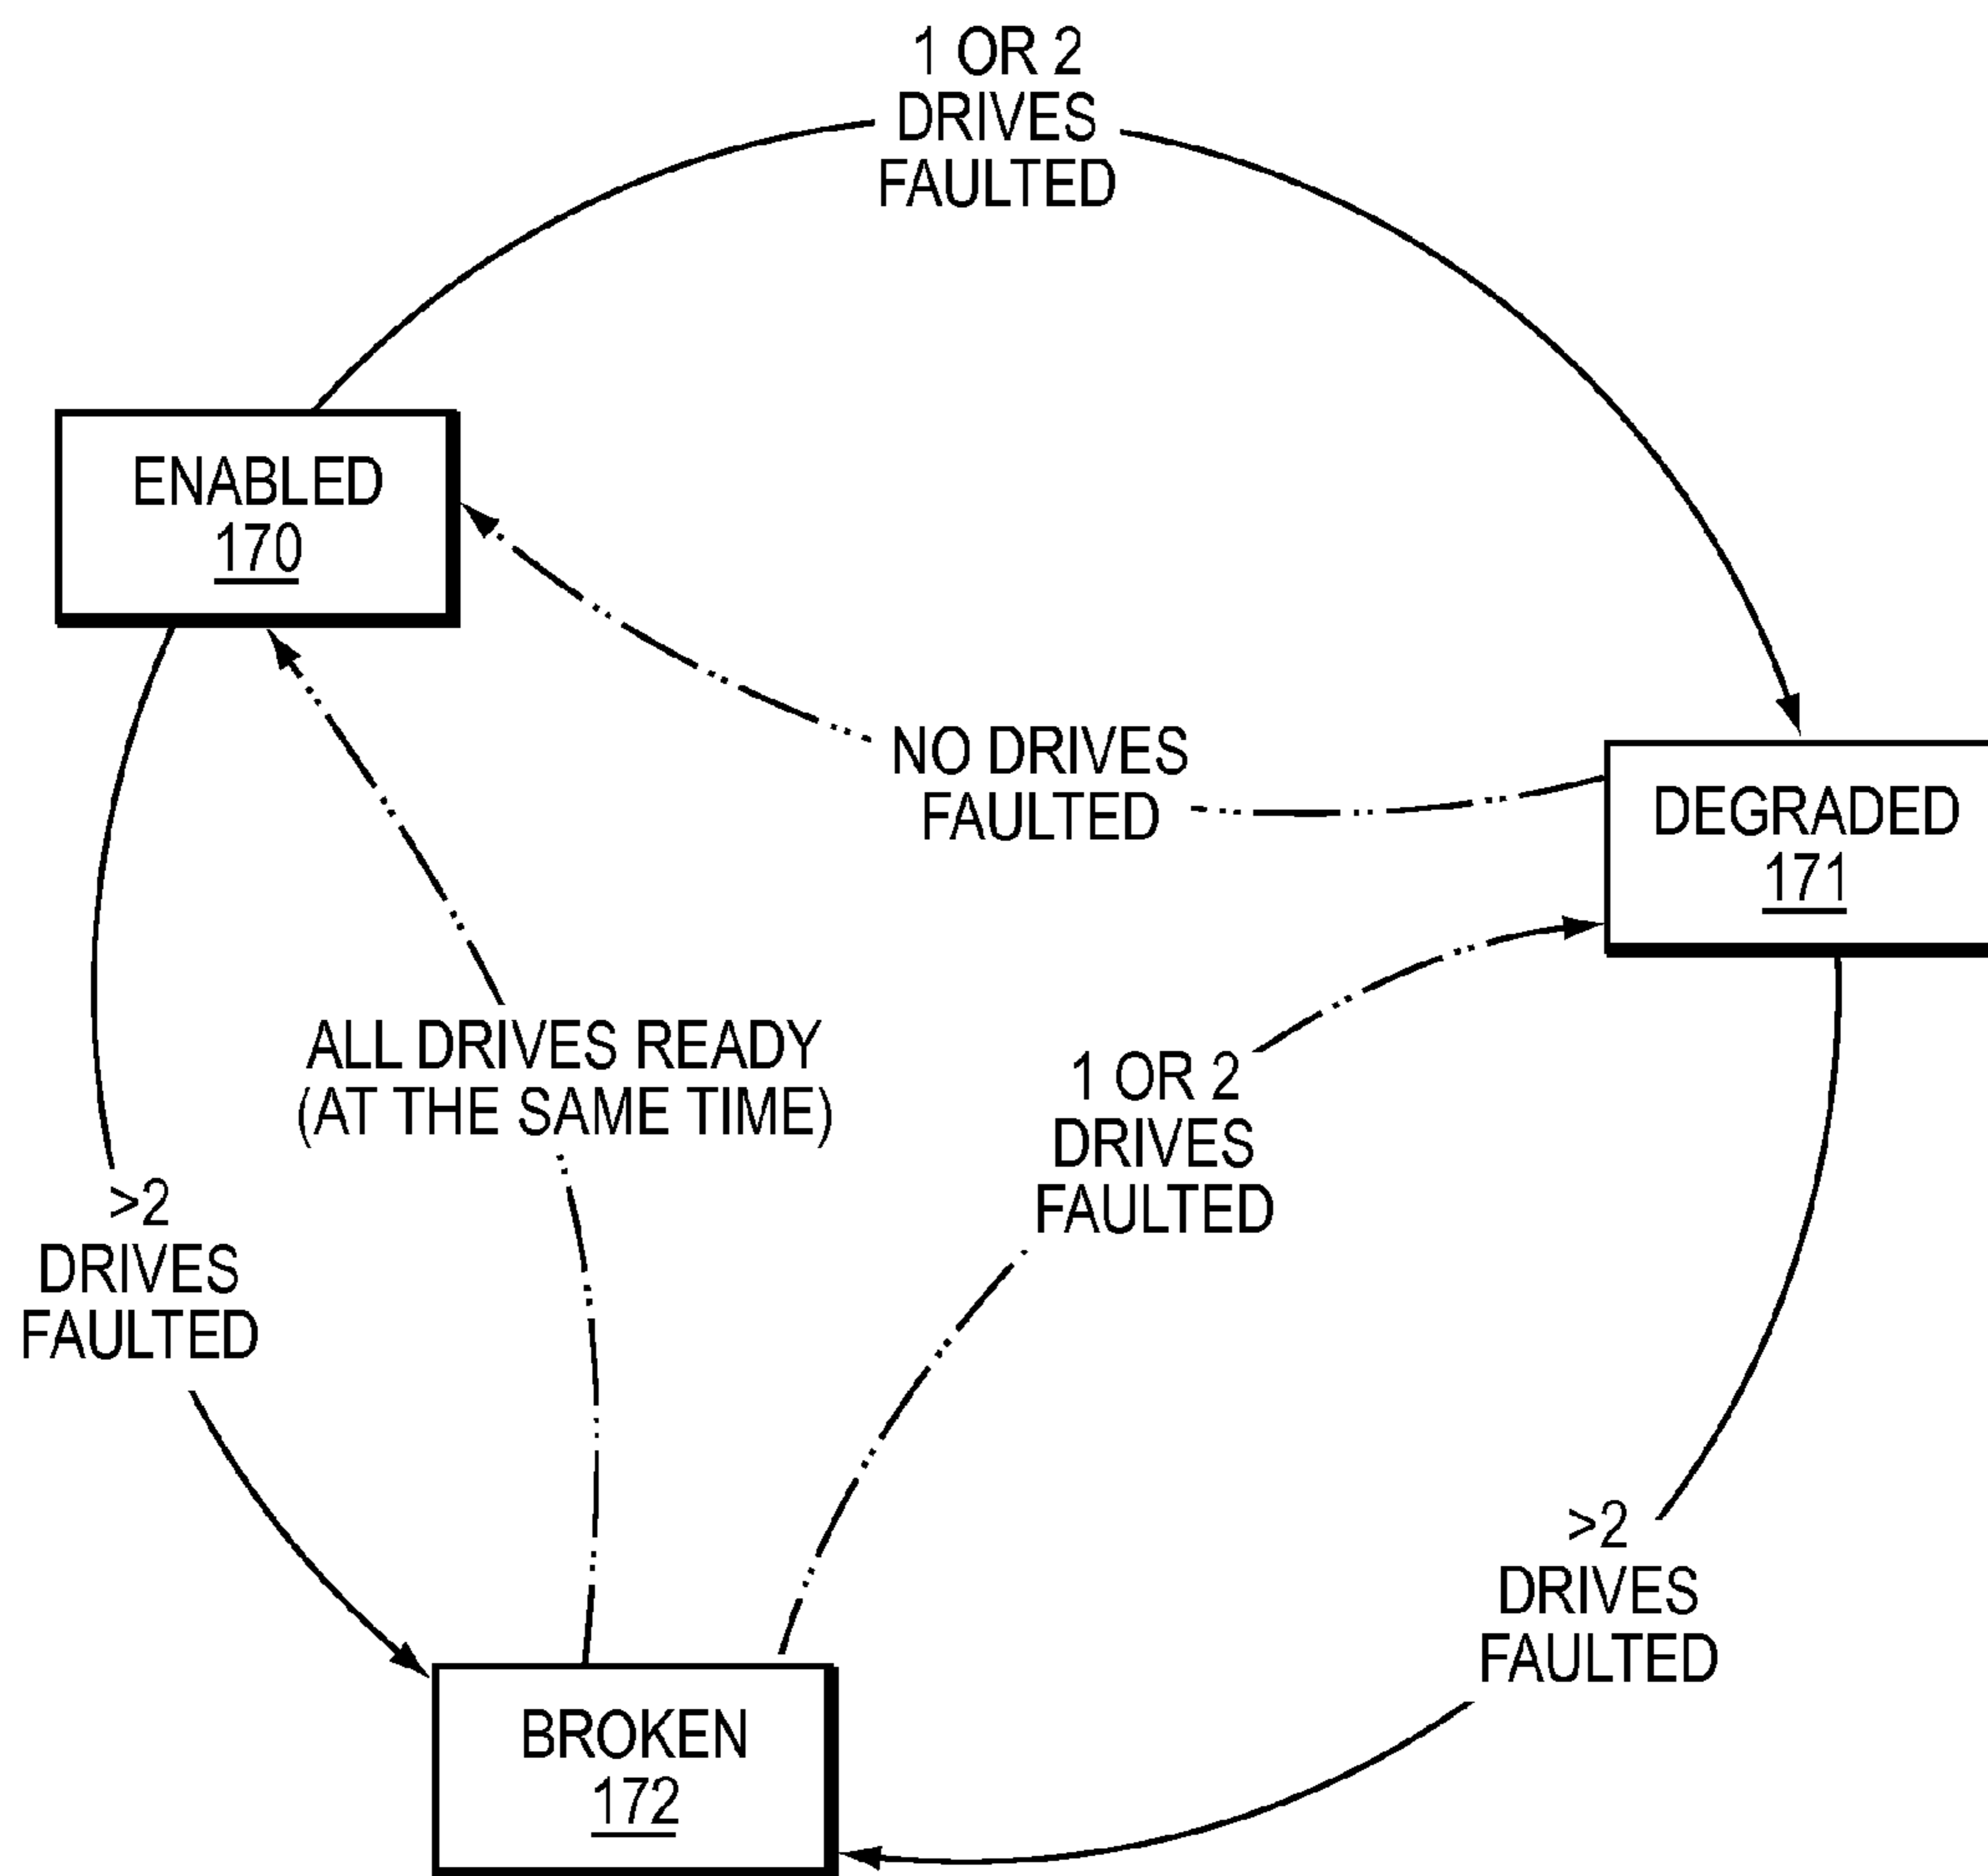 1 OR 2
DRIVES
FAULTED
ENABLED
170
NO DRIVES
FAULTED
DEGRADED
171
ALL DRIVES READY
(AT THE SAME TIME)
1 OR 2
DRIVES
FAULTED
>2
DRIVES
FAULTED
>2
DRIVES
FAULTED
BROKEN
172